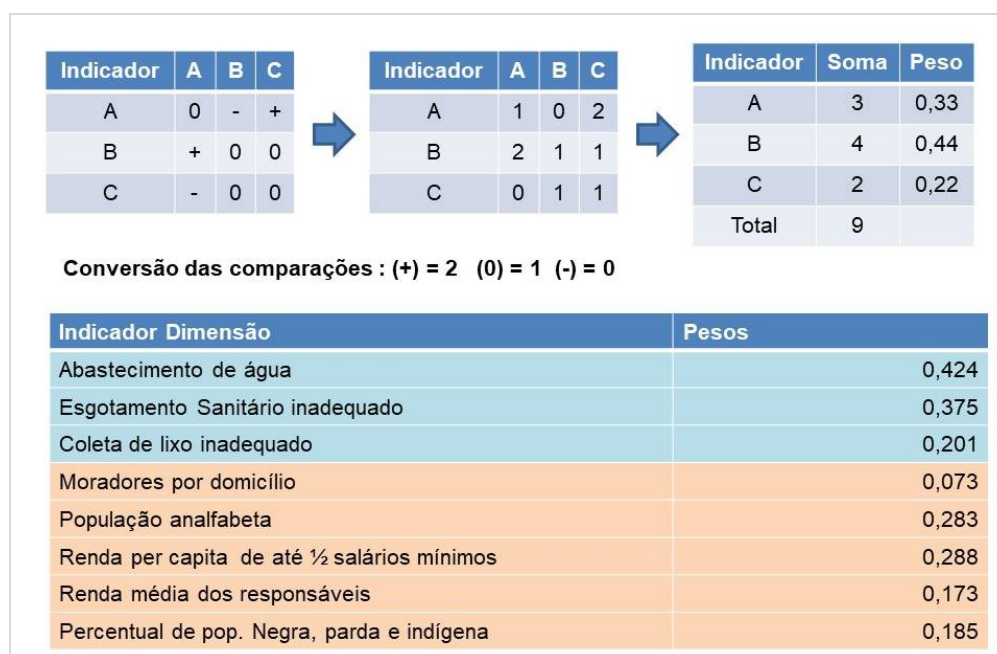 Indicador A B C
A 0 - +
B + 0 0
C - 0 0
Indicador A B C
A 1 0 2
B 2 1 1
C 0 1 1
Indicador Soma Peso
A 3 0,33
B 4 0,44
C 2 0,22
Total 9
Conversão das comparações : (+) = 2 (0) = 1 (-) = 0
Indicador Dimensão Pesos
Abastecimento de água 0,424
Esgotamento Sanitário inadequado 0,375
Coleta de lixo inadequado 0,201
Moradores por domicílio 0,073
População analfabeta 0,283
Renda per capita de até ½ salários mínimos 0,288
Renda média dos responsáveis 0,173
Percentual de pop. Negra, parda e indígena 0,185